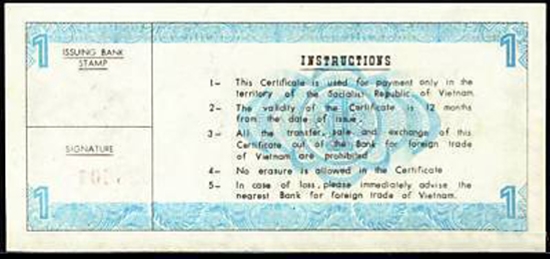 1
1
ISSUING BANK
STAMP
INSTRUCTIONS
1- This Certificate is used for payment only in the
territory of the Socialist Republic of Vietnam.
2- The validity of the Certificate is 12 months
from the date of issue.
3- All the transfer, sale and exchange of this
Certificate out of the Bank for foreign trade
of Vietnam are prohibited
SIGNATURE
4- No erasure is allowed in the Certificate
5- In case of loss, please immediately advise the
nearest Bank for foreign trade of Vietnam.
1
1